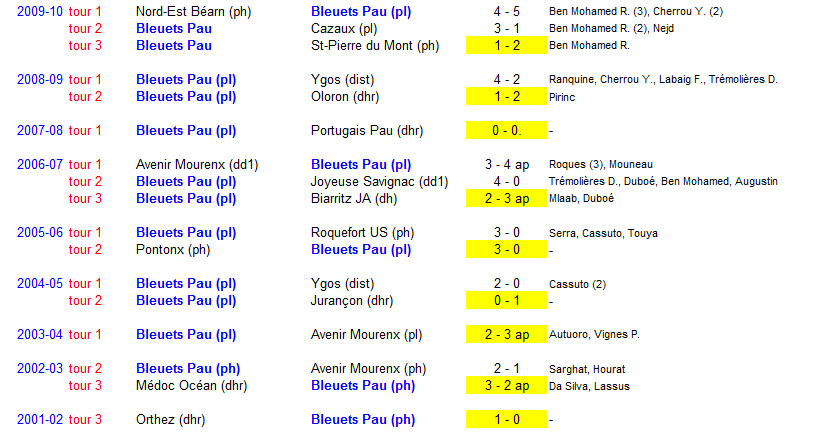 2009-10 tour 1 Nord-Est Béarn (ph) Bleuets Pau (pl) 4 - 5 Ben Mohamed R. (3), Cherrou Y. (2)
tour 2 Bleuets Pau Cazaux (pl) 3 - 1 Ben Mohamed R. (2), Nejd
tour 3 Bleuets Pau St-Pierre du Mont (ph) 1 - 2 Ben Mohamed R.
2008-09 tour 1 Bleuets Pau (pl) Ygos (dist) 4 - 2 Ranquine, Cherrou Y., Labaig F., Trémolières D.
tour 2 Bleuets Pau (pl) Oloron (dhr) 1 - 2 Pirinc
2007-08 tour 1 Bleuets Pau (pl) Portugais Pau (dhr) 0 - 0. -
2006-07 tour 1 Avenir Mourenx (dd1) Bleuets Pau (pl) 3 - 4 ap Roques (3), Mouneau
tour 2 Bleuets Pau (pl) Joyeuse Savignac (dd1) 4 - 0 Trémolières D., Duboé, Ben Mohamed, Augustin
tour 3 Bleuets Pau (pl) Biarritz JA (dh) 2 - 3 ap Mlaab, Duboé
2005-06 tour 1 Bleuets Pau (pl) Roquefort US (ph) 3 - 0 Serra, Cassuto, Touya
tour 2 Pontonx (ph) Bleuets Pau (pl) 3 - 0 -
2004-05 tour 1 Bleuets Pau (pl) Ygos (dist) 2 - 0 Cassuto (2)
tour 2 Bleuets Pau (pl) Jurançon (dhr) 0 - 1 -
2003-04 tour 1 Bleuets Pau (pl) Avenir Mourenx (pl) 2 - 3 ap Autuoro, Vignes P.
2002-03 tour 2 Bleuets Pau (ph) Avenir Mourenx (ph) 2 - 1 Sarghat, Hourat
tour 3 Médoc Océan (dhr) Bleuets Pau (ph) 3 - 2 ap Da Silva, Lassus
2001-02 tour 3 Orthez (dhr) Bleuets Pau (ph) 1 - 0 -